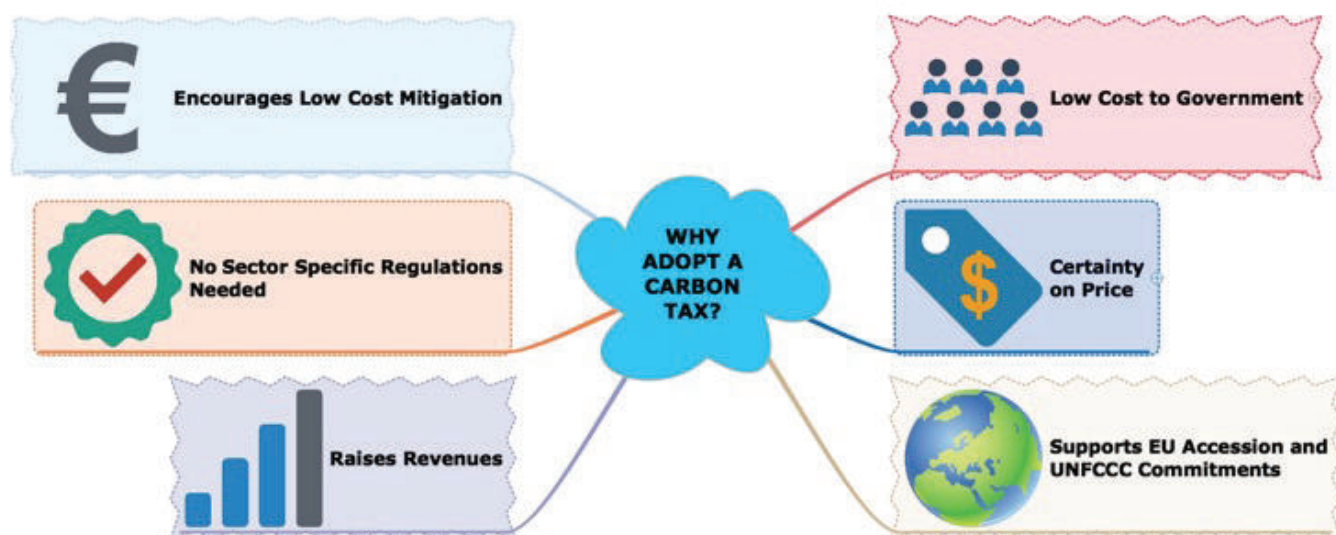 Encourages Low Cost Mitigation
Low Cost to Government
WHY
ADOPT A
CARBON
TAX?
No Sector Specific Regulations
Needed
Certainty
on Price
$
Raises Revenues
Supports EU Accession and
UNFCCC Commitments
€